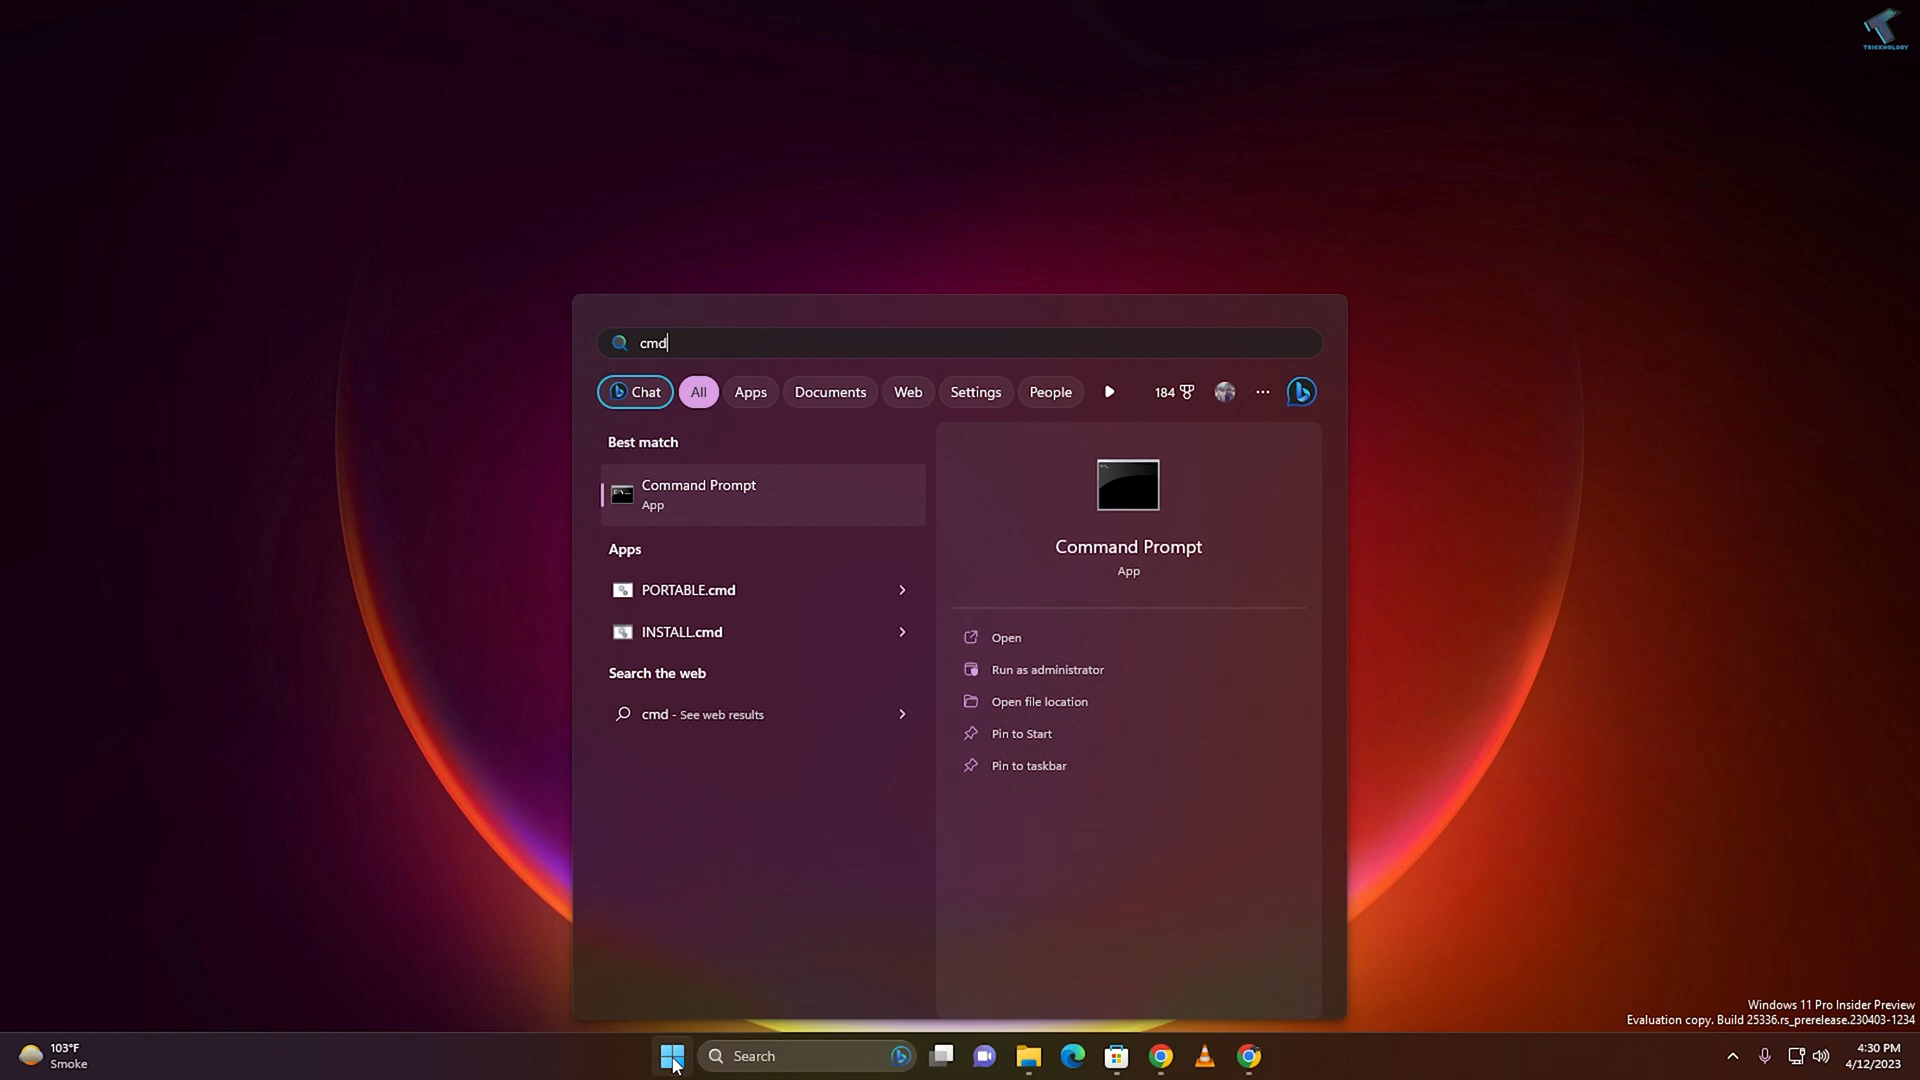 TRICKNOLOGY
cmd
Chat All Apps Documents Web Settings People 184
Best match
Command Prompt
App
Apps
PORTABLE.cmd
INSTALL.cmd
Search the web
cmd - See web results
Command Prompt
App
Open
Run as administrator
Open file location
Pin to Start
Pin to taskbar
Windows 11 Pro Insider Preview
Evaluation copy. Build 25336.rs_prerelease.230403-1234
103°F
Smoke
Search
4:30 PM
4/12/2023